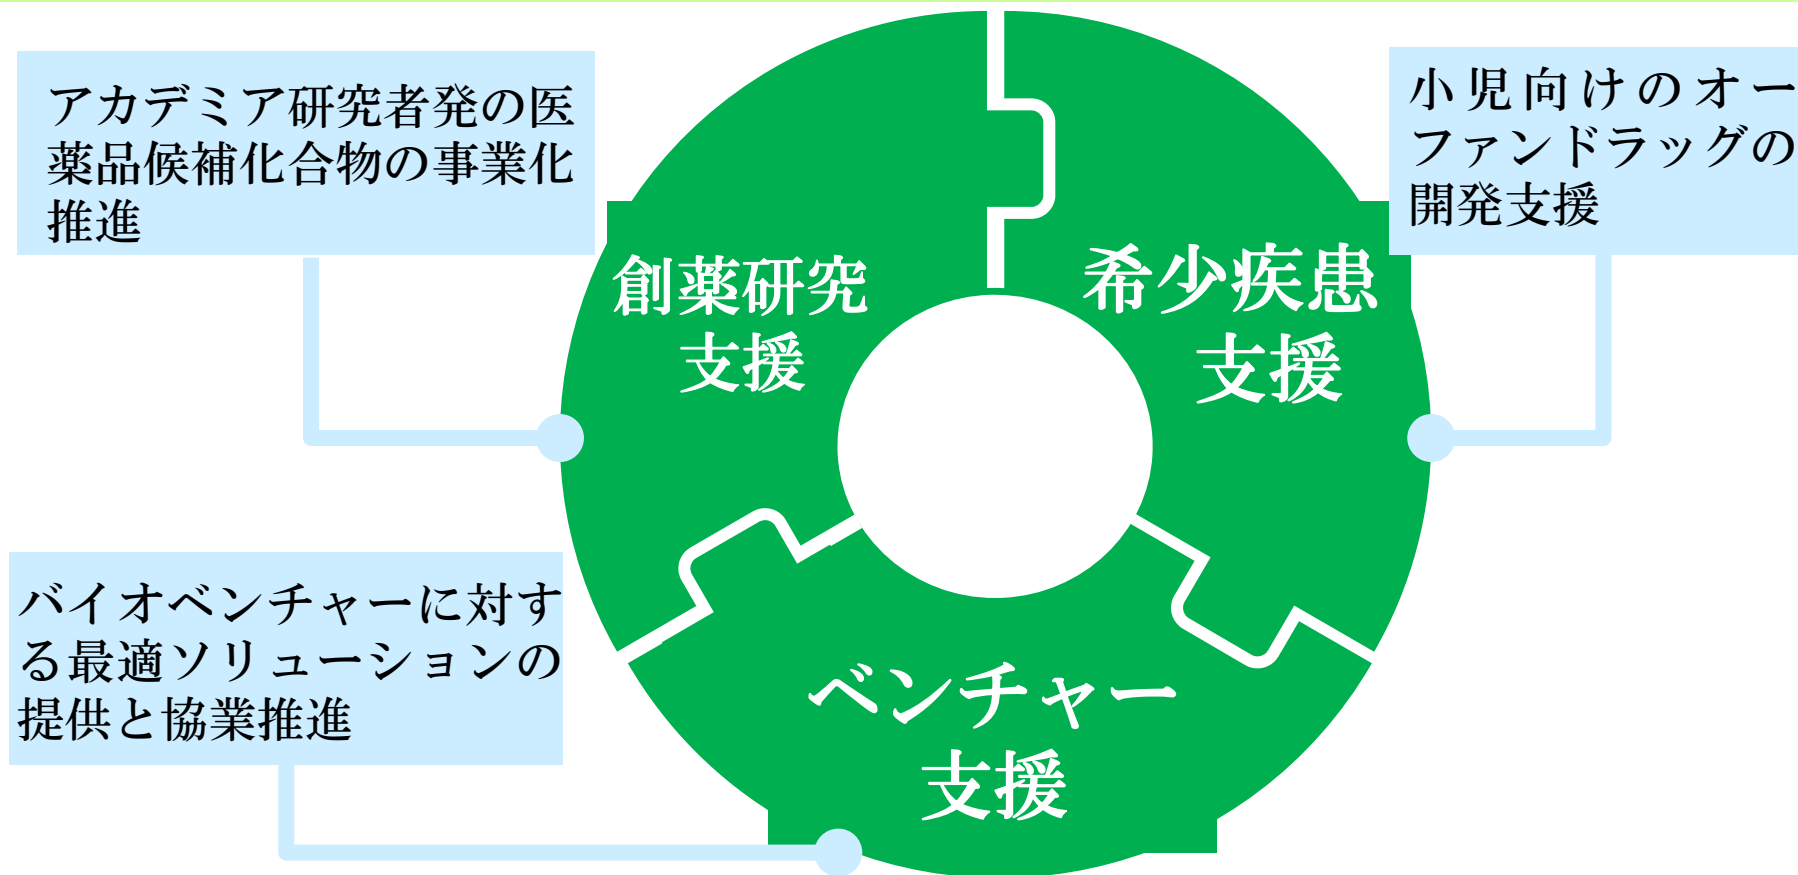 アカデミア研究者発の医
薬品候補化合物の事業化
推進
小児向けのオー
ファンドラッグの
開発支援
創薬研究
支援
希少疾患
支援
バイオベンチャーに対す
る最適ソリューションの
提供と協業推進
ベンチャー
支援